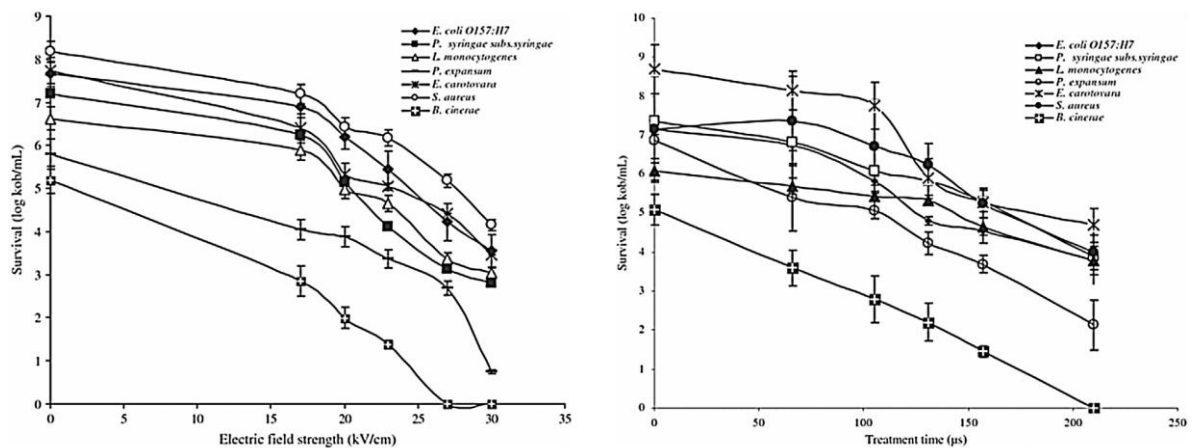 9
8
7
6
5
4
3
2
1
0
Survival (log kob/mL)
E. coli O157:H7
P. syringae subs.syringae
L. monocytogenes
P. expansum
E. carotovara
S. aureus
B. cinerae
0 5 10 15 20 25 30 35
Electric field strength (kV/cm)
10
9
8
7
6
5
4
3
2
1
0
Survival (log kob/mL)
E. coli O157:H7
P. syringae subs.syringae
L. monocytogenes
P. expansum
E. carotovara
S. aureus
B. cinerae
0 50 100 150 200 250
Treatment time (µs)